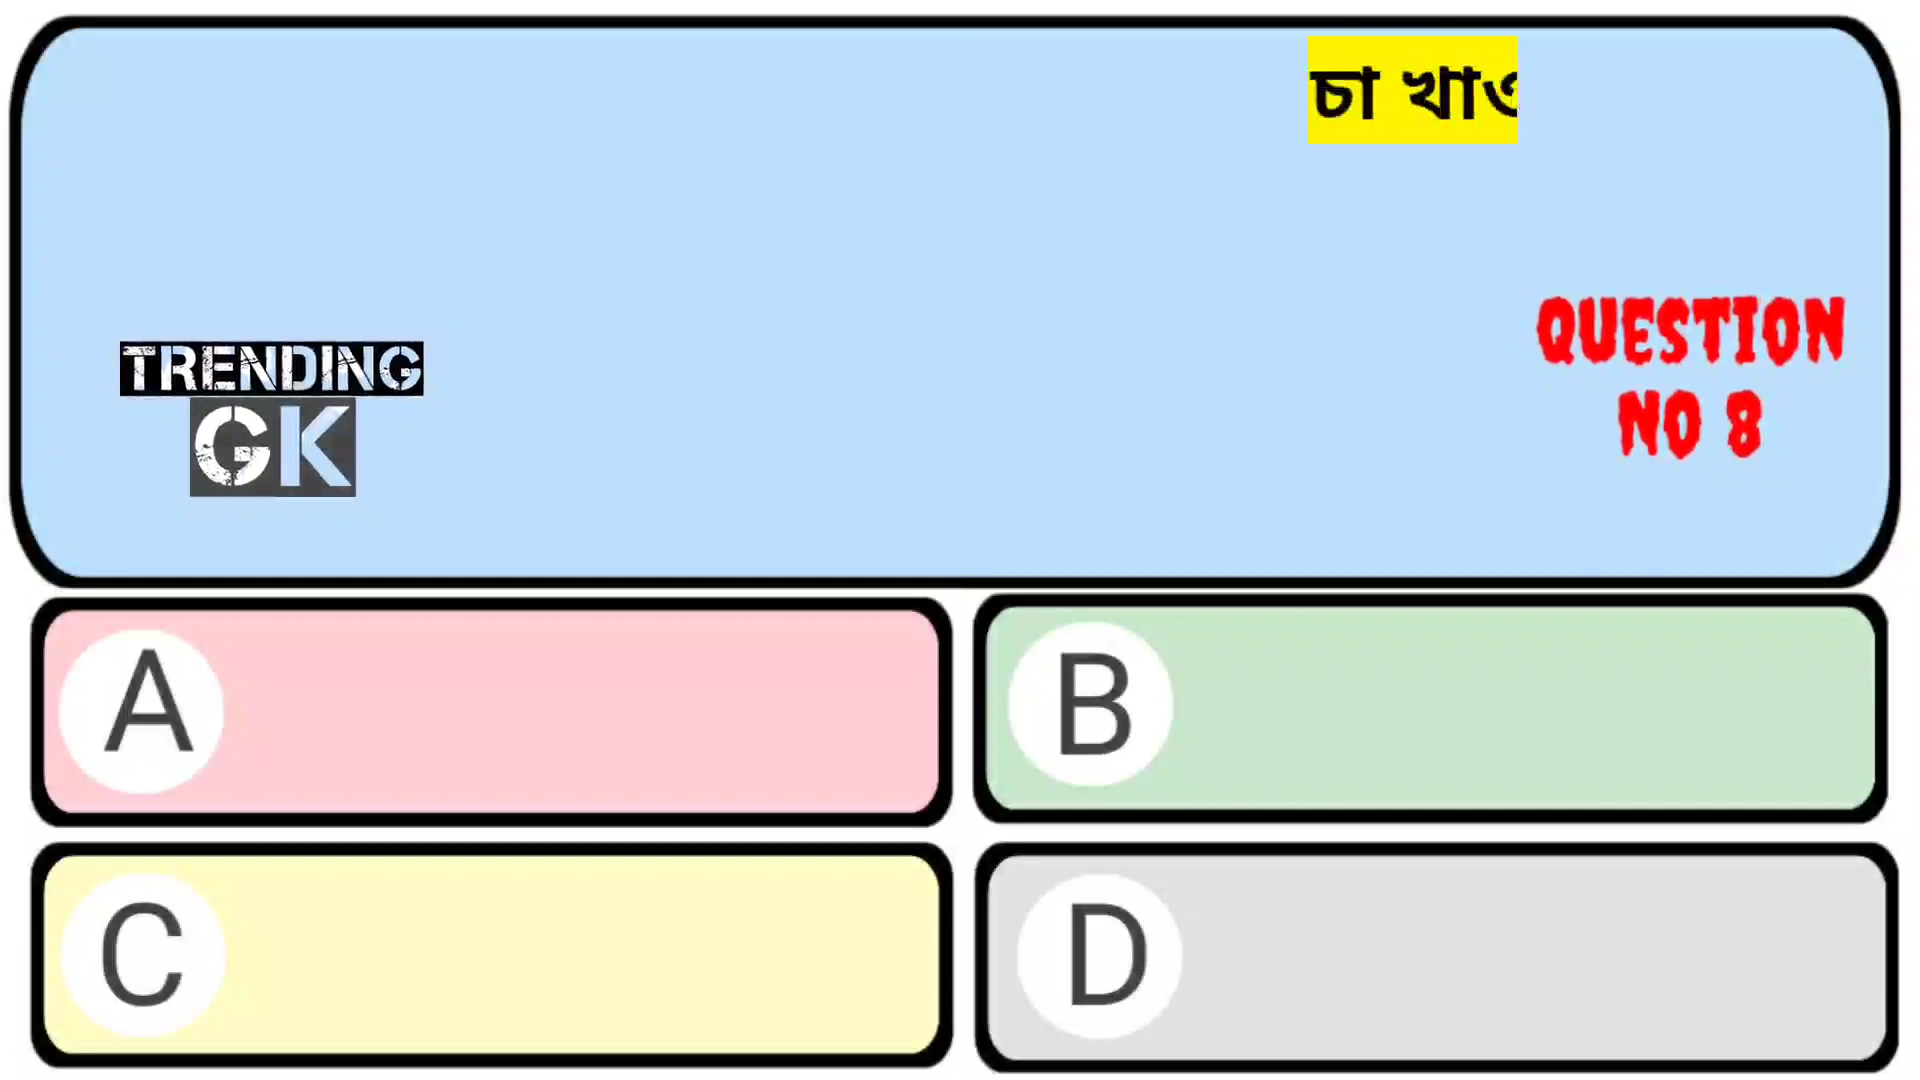 চা
TRENDING
GK
QUESTION
NO 8
A
B
C
D